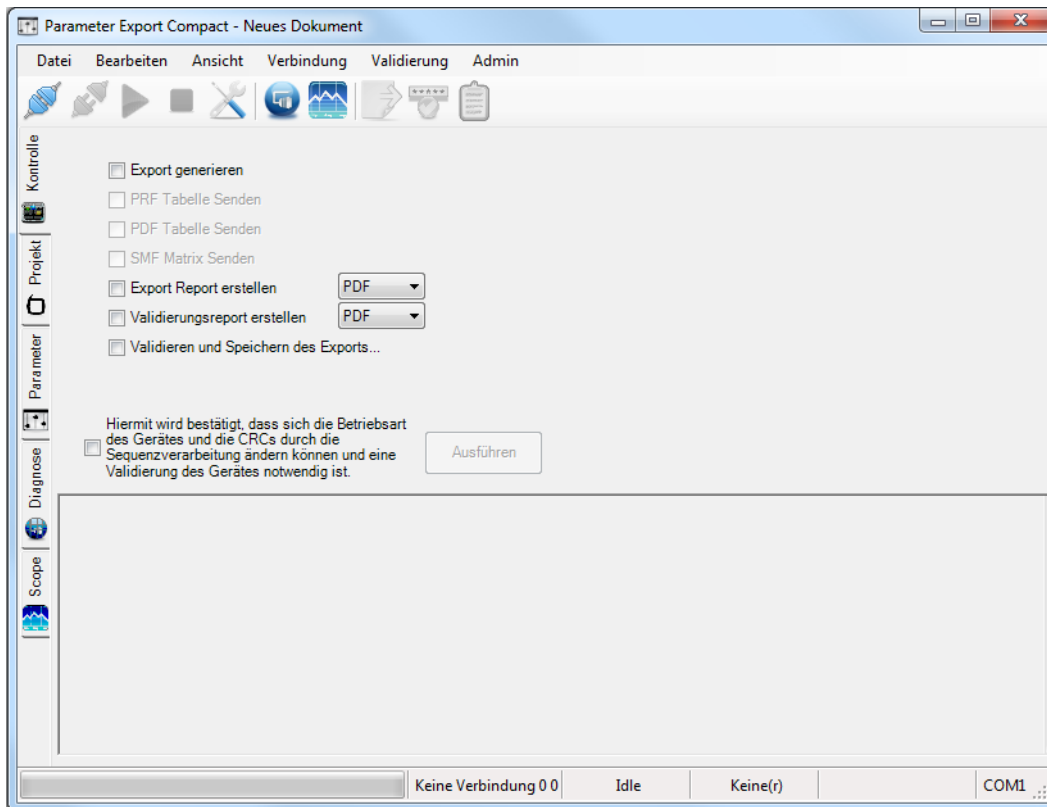 Parameter Export Compact - Neues Dokument
Datei Bearbeiten Ansicht Verbindung Validierung Admin
Kontrolle
Projekt
Parameter
Diagnose
Scope
Export generieren
PRF Tabelle Senden
PDF Tabelle Senden
SMF Matrix Senden
Export Report erstellen PDF
Validierungsreport erstellen PDF
Validieren und Speichern des Exports...
Hiermit wird bestätigt, dass sich die Betriebsart
des Gerätes und die CRCs durch die
Sequenzverarbeitung ändern können und eine
Validierung des Gerätes notwendig ist.
Ausführen
Keine Verbindung 0 0 Idle Keine(r) COM1